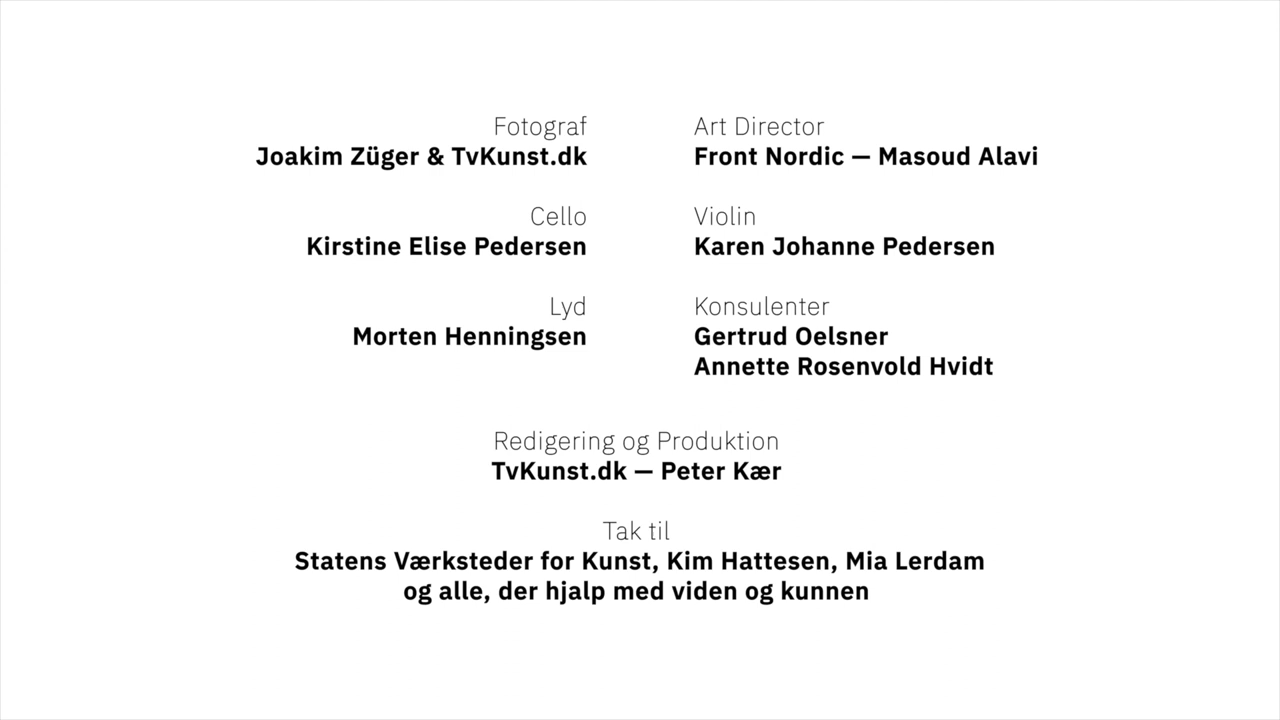 Fotograf
Joakim Züger & TvKunst.dk
Art Director
Front Nordic — Masoud Alavi
Cello
Kirstine Elise Pedersen
Violin
Karen Johanne Pedersen
Lyd
Morten Henningsen
Konsulenter
Gertrud Oelsner
Annette Rosenvold Hvidt
Redigering og Produktion
TvKunst.dk — Peter Kær
Tak til
Statens Værksteder for Kunst, Kim Hattesen, Mia Lerdam
og alle, der hjalp med viden og kunnen